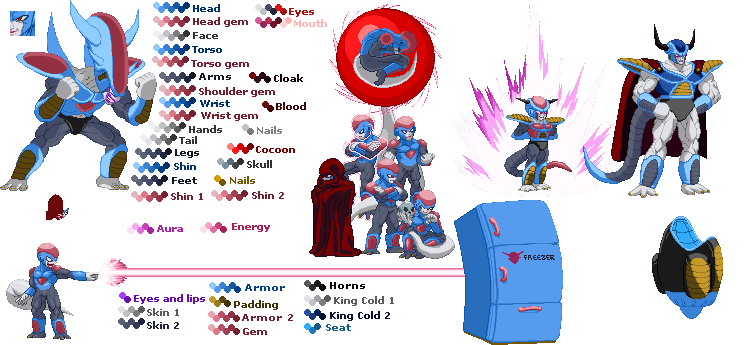 Head
Eyes
Head gem
Mouth
Face
Torso
Torso gem
Arms
Cloak
Shoulder gem
Wrist
Blood
Wrist gem
Hands
Nails
Tail
Cocoon
Legs
Skull
Shin
Feet
Nails
Shin 1
Shin 2
Aura
Energy
FREEZER
Eyes and lips
Armor
Horns
Skin 1
Padding
King Cold 1
Skin 2
Armor 2
King Cold 2
Gem
Seat